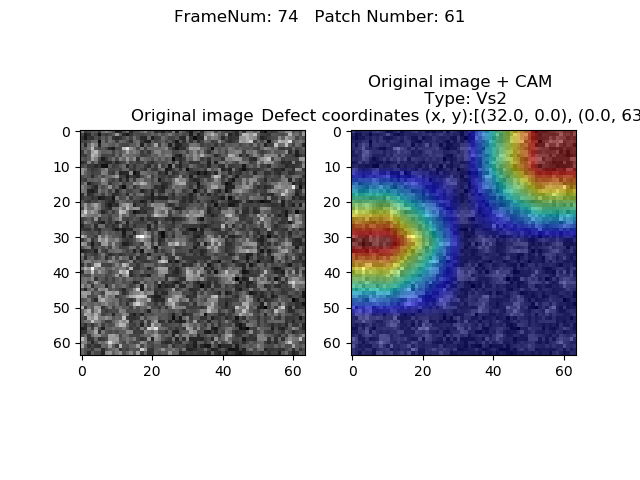 FrameNum: 74   Patch Number: 61
Original image + CAM
Type: Vs2
Original image
Defect coordinates (x, y):[(32.0, 0.0), (0.0, 63
0
10
20
30
40
50
60
0 20 40 60
0
10
20
30
40
50
60
0 20 40 60